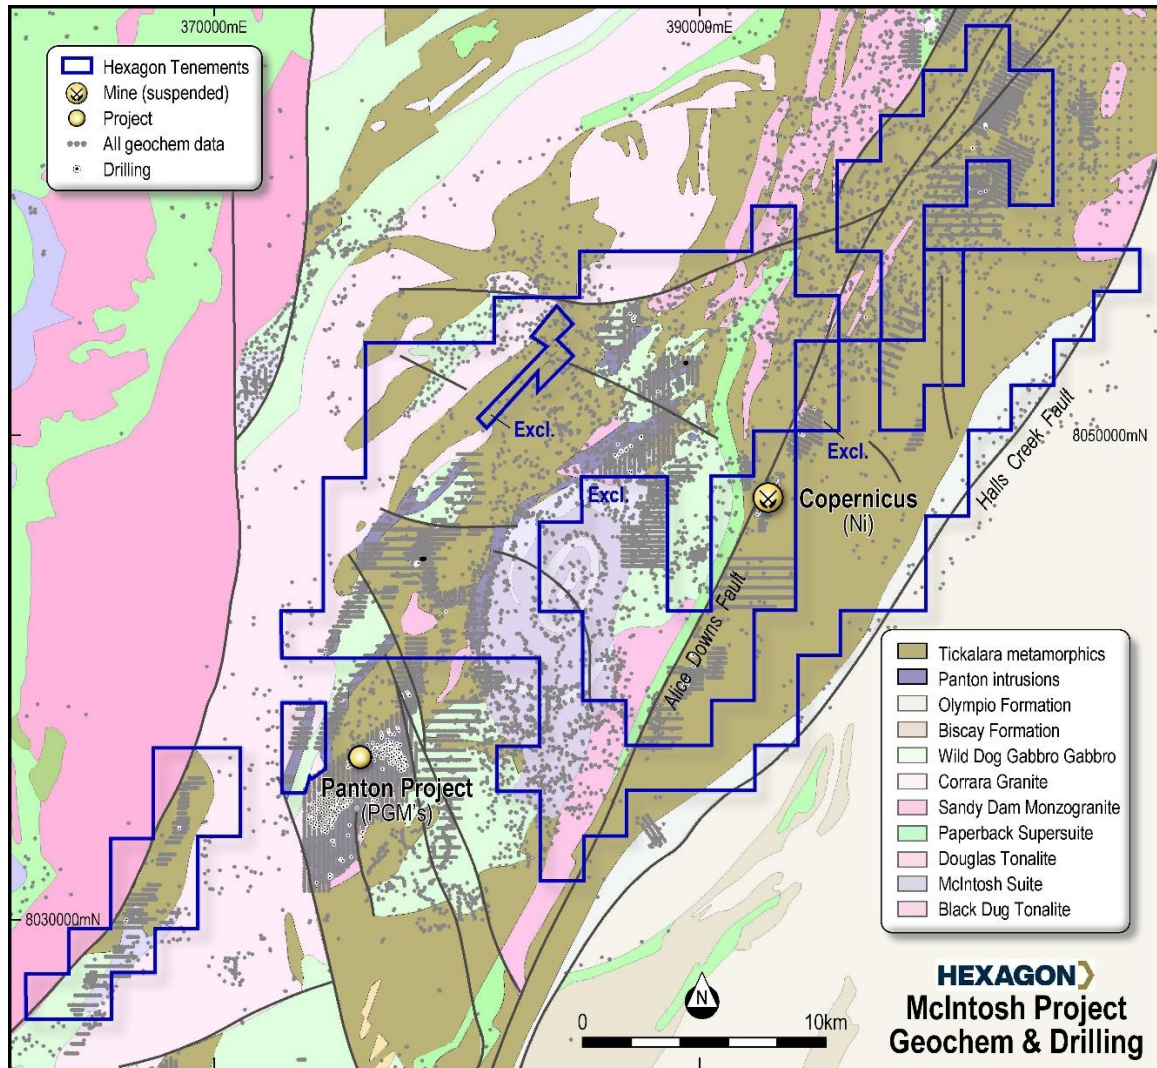 370000mE
390000mE
Hexagon Tenements
Mine (suspended)
Project
All geochem data
Drilling
Excl.
Excl.
Excl.
8050000mN
Halls Creek Fault
Copernicus
(Ni)
Alice Downs Fault
Panton Project
(PGM's)
8030000mN
Tickalara metamorphics
Panton intrusions
Olympio Formation
Biscay Formation
Wild Dog Gabbro Gabbro
Corrara Granite
Sandy Dam Monzogranite
Paperback Supersuite
Douglas Tonalite
McIntosh Suite
Black Dug Tonalite
N
0 10km
HEXAGON
McIntosh Project
Geochem & Drilling